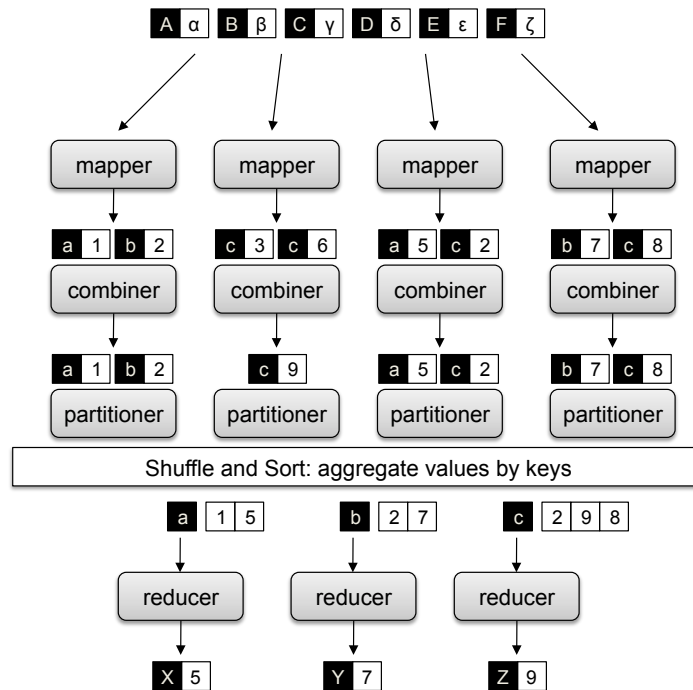 A α B β C γ D δ E ε F ζ
mapper mapper mapper mapper
a 1 b 2 c 3 c 6 a 5 c 2 b 7 c 8
combiner combiner combiner combiner
a 1 b 2 c 9 a 5 c 2 b 7 c 8
partitioner partitioner partitioner partitioner
Shuffle and Sort: aggregate values by keys
a 1 5 b 2 7 c 2 9 8
reducer reducer reducer
X 5 Y 7 Z 9